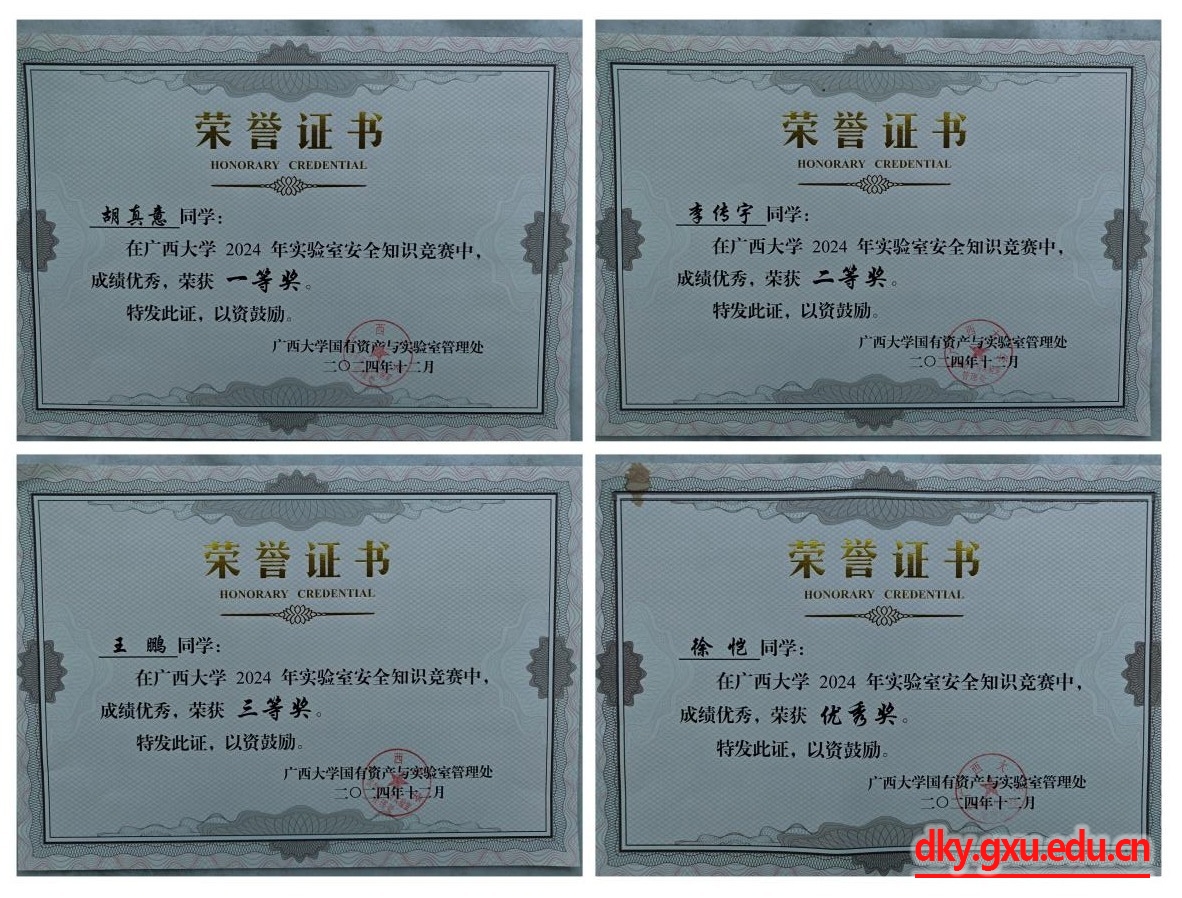 荣誉证书
HONORARY CREDENTIAL
胡真意同学：
在广西大学 2024 年实验室安全知识竞赛中，
成绩优秀，荣获 一等奖。
特发此证，以资鼓励。
广西大学国有资产与实验室管理处
二〇二四年十二月
荣誉证书
HONORARY CREDENTIAL
李传宇同学：
在广西大学 2024 年实验室安全知识竞赛中，
成绩优秀，荣获 二等奖。
特发此证，以资鼓励。
广西大学国有资产与实验室管理处
二〇二四年十二月
荣誉证书
HONORARY CREDENTIAL
王 鹏同学：
在广西大学 2024 年实验室安全知识竞赛中，
成绩优秀，荣获 三等奖。
特发此证，以资鼓励。
广西大学国有资产与实验室管理处
二〇二四年十二月
荣誉证书
HONORARY CREDENTIAL
徐 恺同学：
在广西大学 2024 年实验室安全知识竞赛中，
成绩优秀，荣获 优秀奖。
特发此证，以资鼓励。
广西大学国有资产与实验室管理处
二〇二四年十二月
dky.gxu.edu.cn